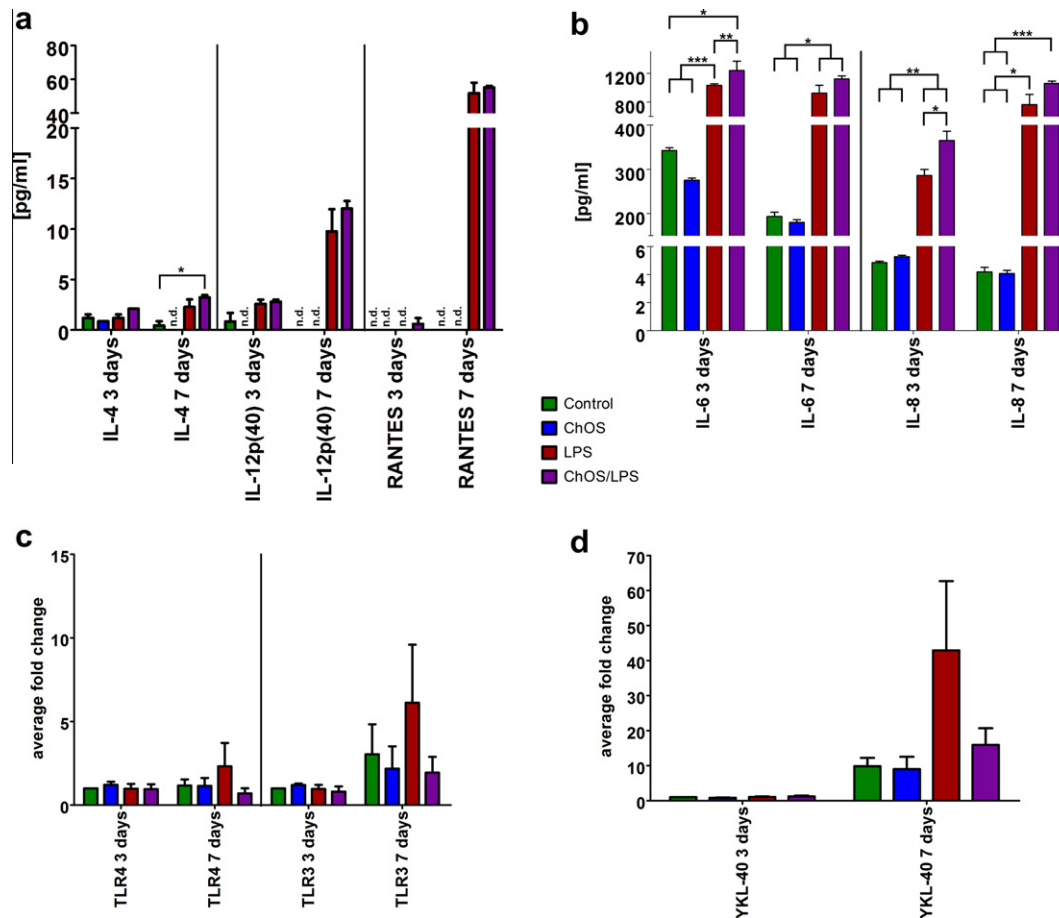 a
[pg/ml]
80
60
40
20
15
10
5
0
*
n.d.
n.d.
n.d.
n.d.
n.d.
n.d.
n.d.
n.d.
n.d.
IL-4 3 days
IL-4 7 days
IL-12p(40) 3 days
IL-12p(40) 7 days
RANTES 3 days
RANTES 7 days
b
[pg/ml]
1200
800
400
300
200
6
4
2
0
*
**
***
*
**
*
***
*
IL-6 3 days
IL-6 7 days
IL-8 3 days
IL-8 7 days
Control
ChOS
LPS
ChOS/LPS
c
average fold change
15
10
5
0
TLR4 3 days
TLR4 7 days
TLR3 3 days
TLR3 7 days
d
average fold change
70
60
50
40
30
20
10
0
YKL-40 3 days
YKL-40 7 days